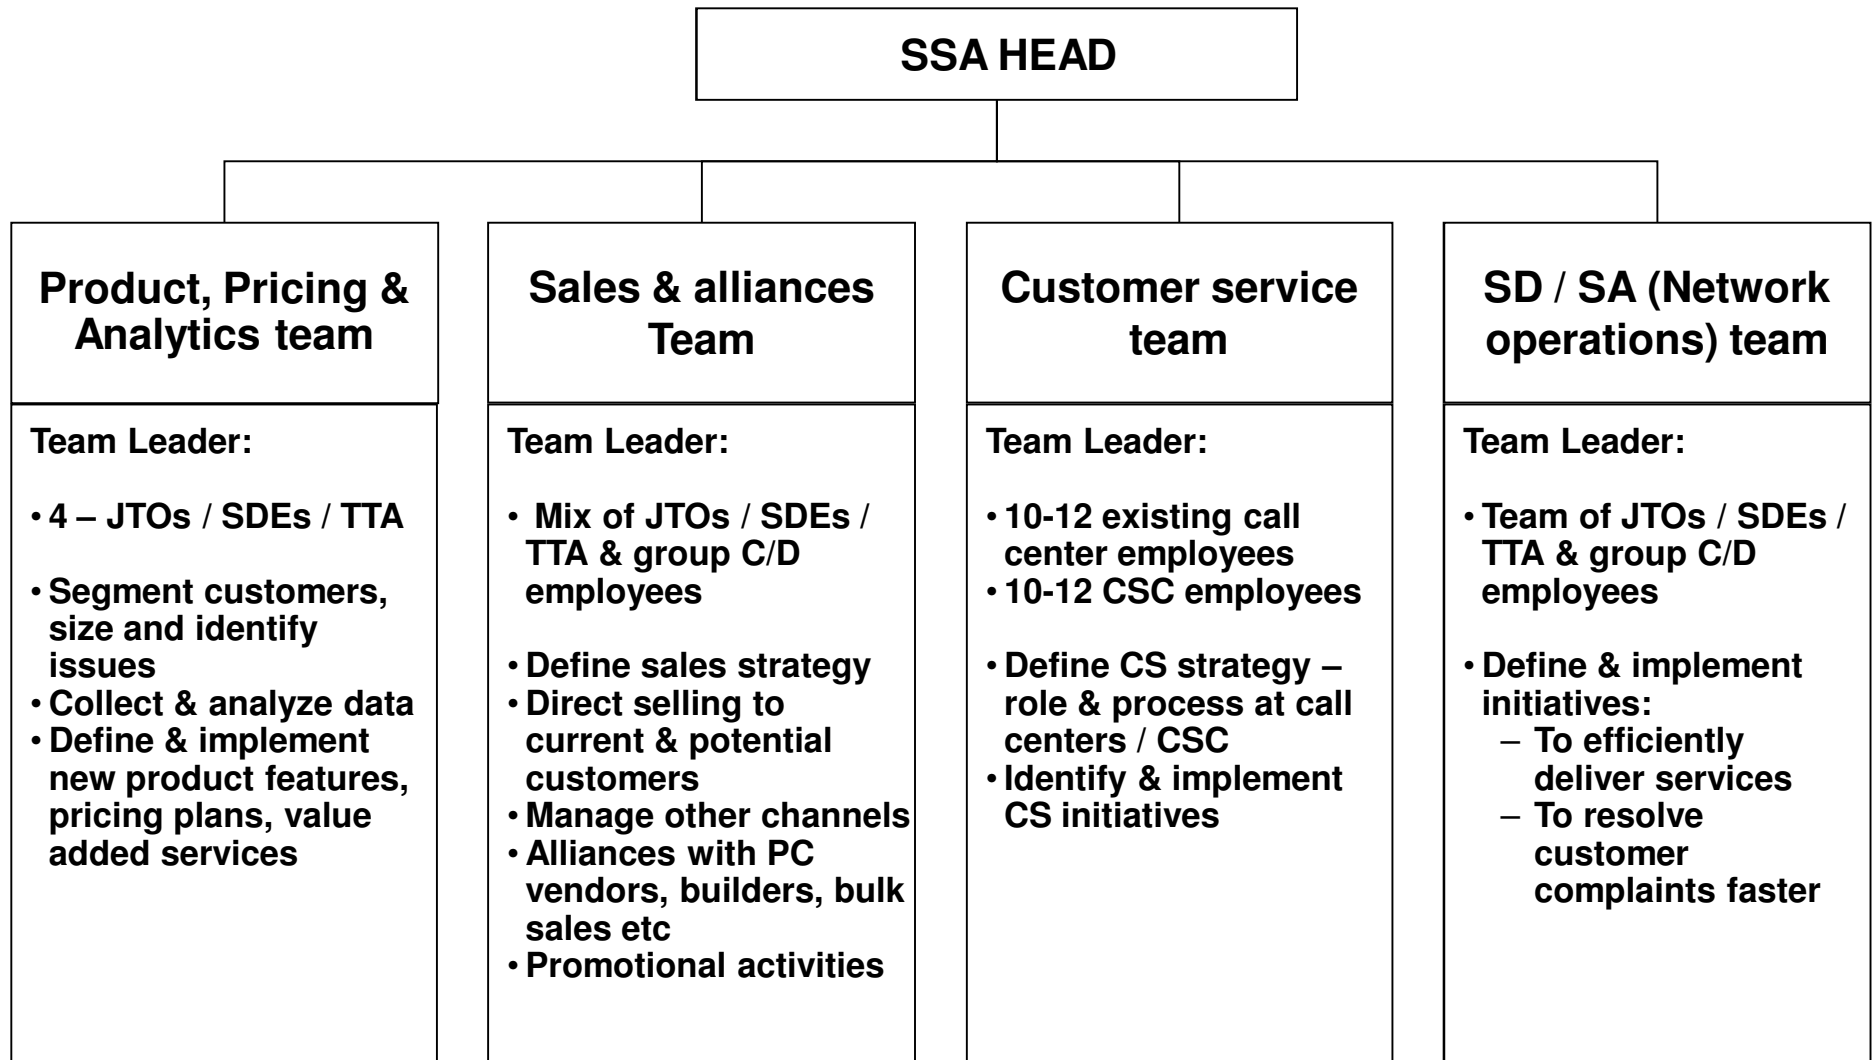 SSA HEAD
Product, Pricing &
Analytics team
Team Leader:
• 4 – JTOs / SDEs / TTA
• Segment customers,
size and identify
issues
• Collect & analyze data
• Define & implement
new product features,
pricing plans, value
added services
Sales & alliances
Team
Team Leader:
• Mix of JTOs / SDEs /
TTA & group C/D
employees
• Define sales strategy
• Direct selling to
current & potential
customers
• Manage other channels
• Alliances with PC
vendors, builders, bulk
sales etc
• Promotional activities
Customer service
team
Team Leader:
• 10-12 existing call
center employees
• 10-12 CSC employees
• Define CS strategy –
role & process at call
centers / CSC
• Identify & implement
CS initiatives
SD / SA (Network
operations) team
Team Leader:
• Team of JTOs / SDEs /
TTA & group C/D
employees
• Define & implement
initiatives:
– To efficiently
deliver services
– To resolve
customer
complaints faster